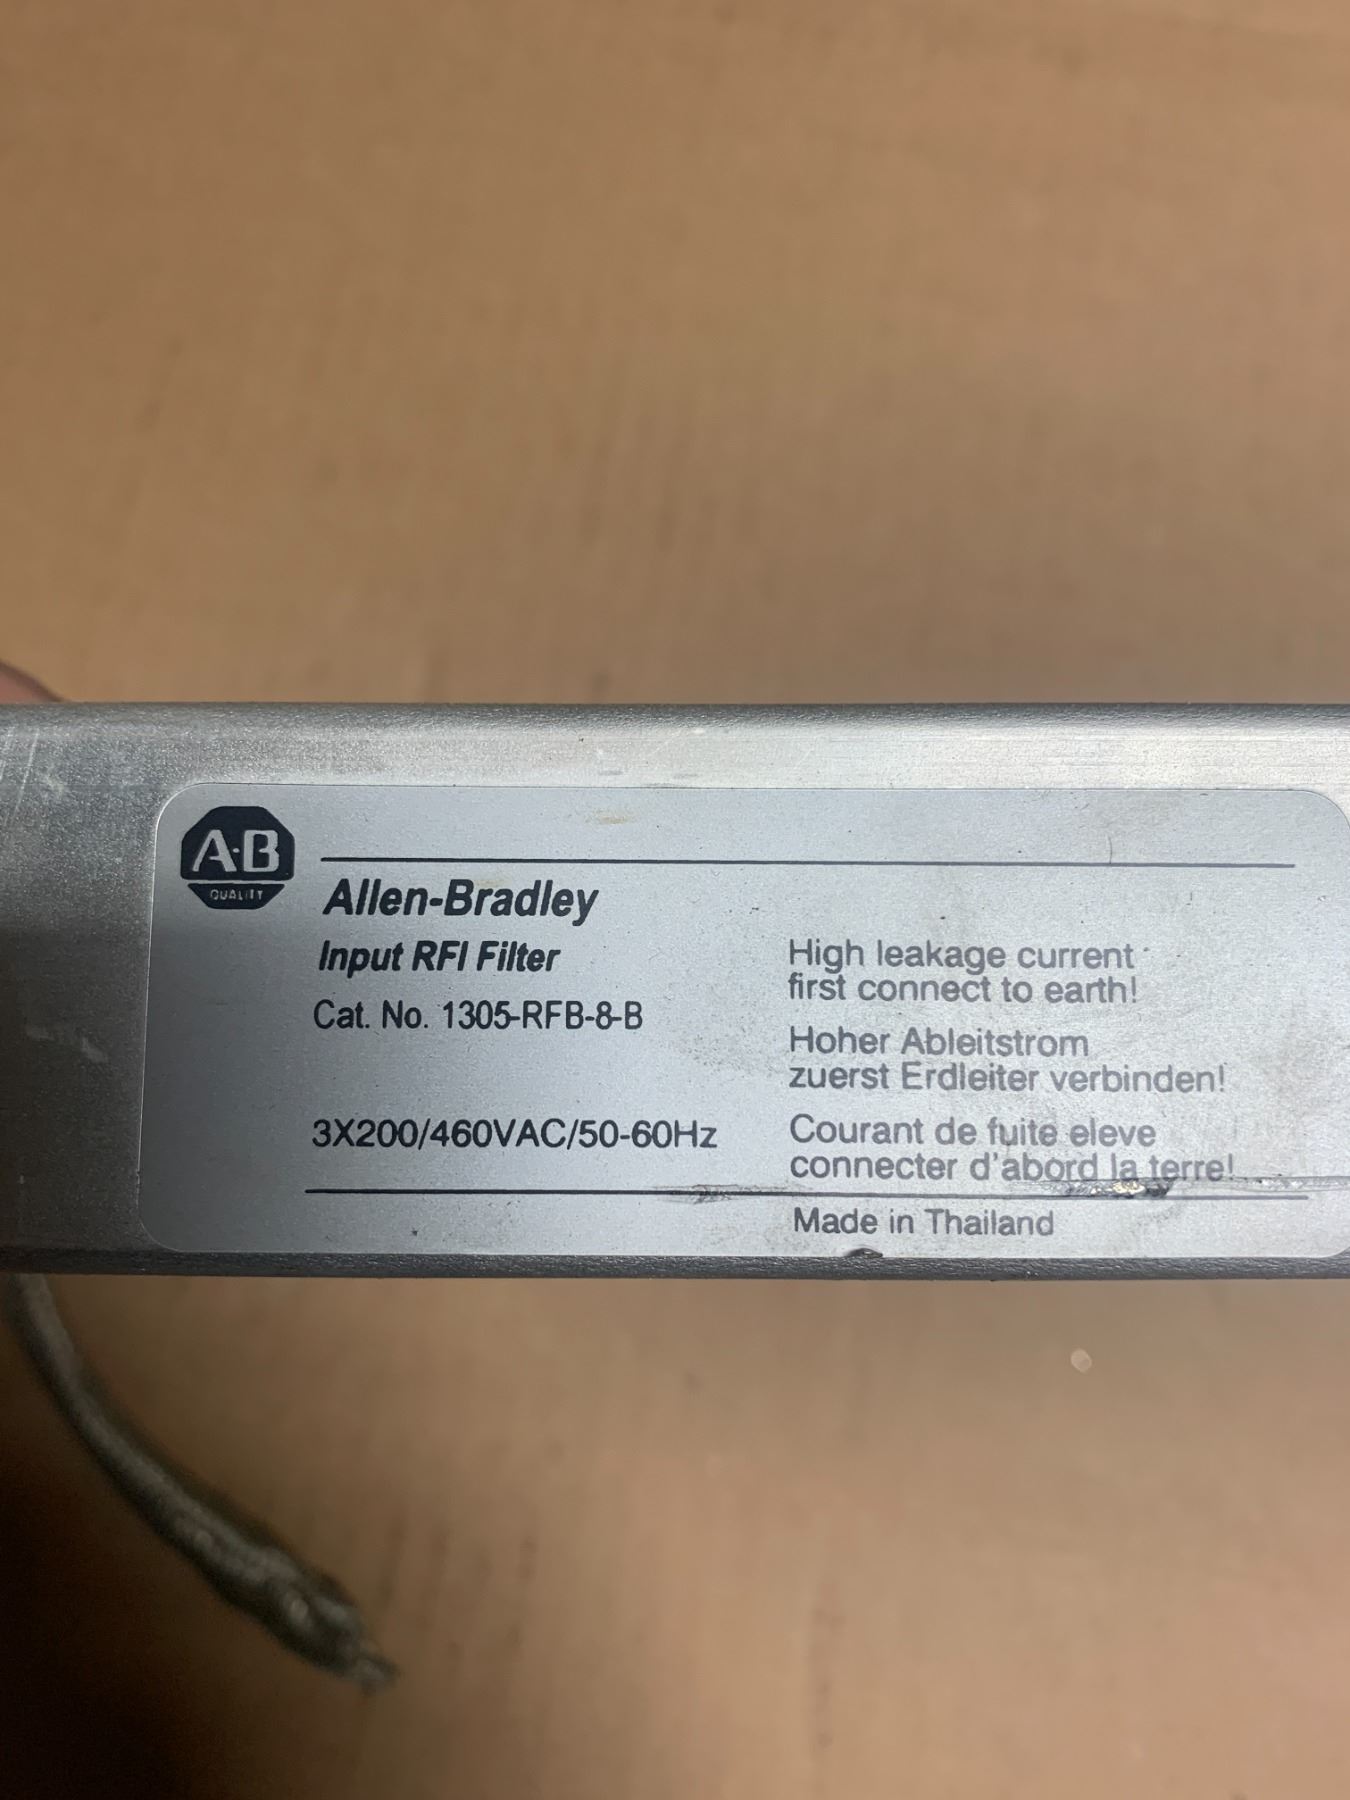 A·B
QUALITY
Allen-Bradley
Input RFI Filter
Cat. No. 1305-RFB-8-B
3X200/460VAC/50-60Hz
High leakage current
first connect to earth!
Hoher Ableitstrom
zuerst Erdleiter verbinden!
Courant de fuite eleve
connecter d'abord la terre!
Made in Thailand